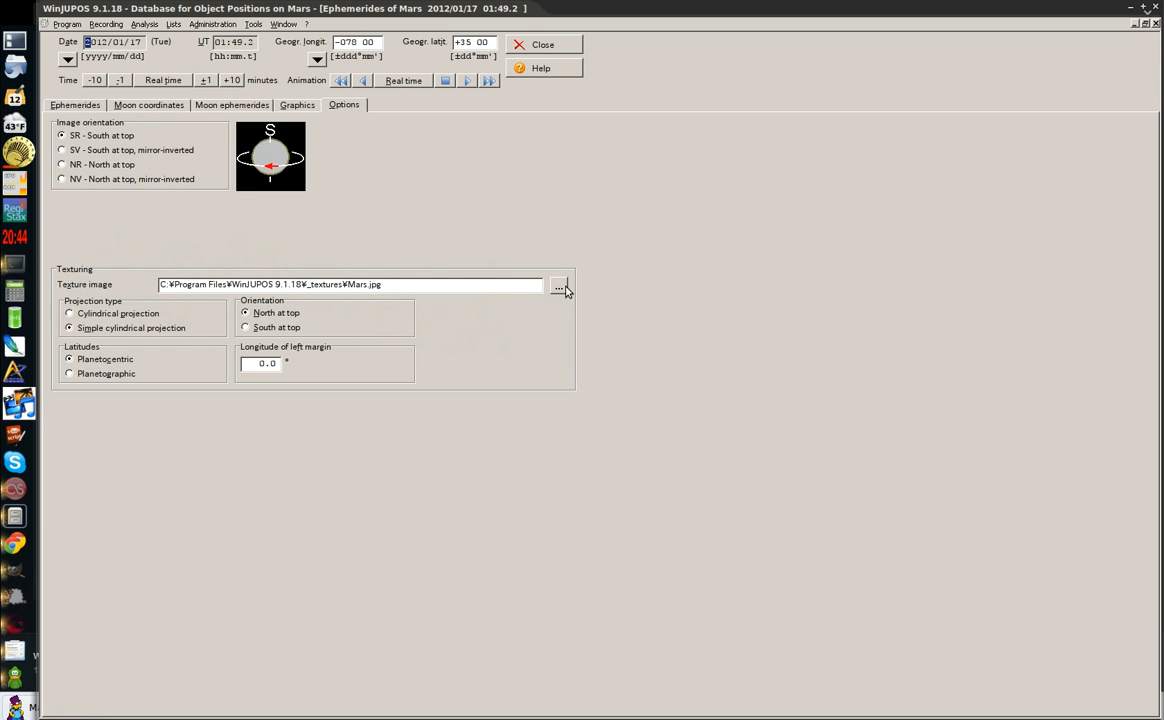 WinJUPOS 9.1.18 - Database for Object Positions on Mars - [Ephemerides of Mars 2012/01/17 01:49.2 ]
Program Recording Analysis Lists Administration Tools Window ?
Date 2012/01/17 (Tue) UT 01:49.2 Geogr. longit. -078 00 Geogr. latit. +35 00 Close
[yyyy/mm/dd] [hh:mm.t] [±ddd°mm'] [±dd°mm'] Help
Time -10 -1 Real time +1 +10 minutes Animation Real time
Ephemerides Moon coordinates Moon ephemerides Graphics Options
Image orientation
SR - South at top
SV - South at top, mirror-inverted
NR - North at top
NV - North at top, mirror-inverted
S
Texturing
Texture image C:¥Program Files¥WinJUPOS 9.1.18¥_textures¥Mars.jpg ...
Projection type
Cylindrical projection
Simple cylindrical projection
Orientation
North at top
South at top
Latitudes
Planetocentric
Planetographic
Longitude of left margin
0.0 °
12
43°F
Regi
Stax
20:44